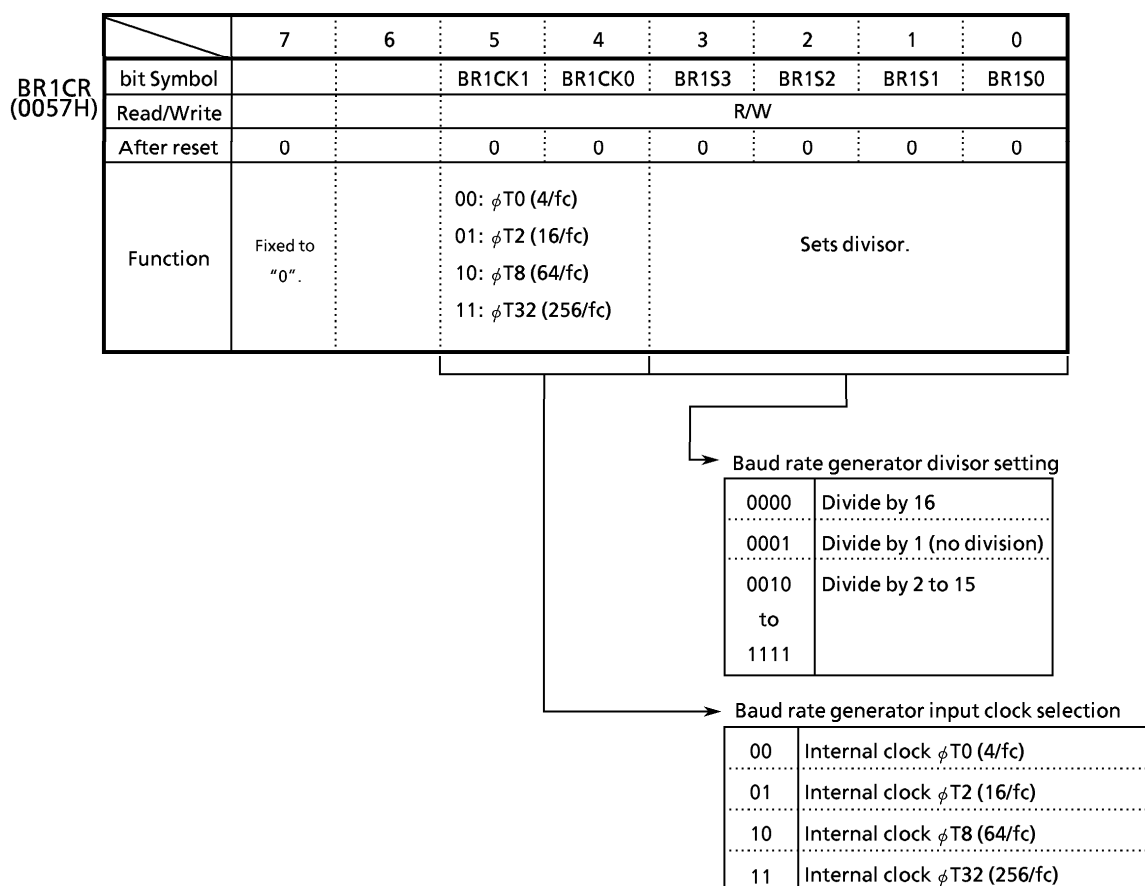 7 6 5 4 3 2 1 0
BR1CR
(0057H)
bit Symbol BR1CK1 BR1CK0 BR1S3 BR1S2 BR1S1 BR1S0
Read/Write R/W
After reset 0 0 0 0 0 0 0
Function
Fixed to
"0".
00: φT0 (4/fc)
01: φT2 (16/fc)
10: φT8 (64/fc)
11: φT32 (256/fc)
Sets divisor.
Baud rate generator divisor setting
0000 Divide by 16
0001 Divide by 1 (no division)
0010 Divide by 2 to 15
to
1111
Baud rate generator input clock selection
00 Internal clock φT0 (4/fc)
01 Internal clock φT2 (16/fc)
10 Internal clock φT8 (64/fc)
11 Internal clock φT32 (256/fc)